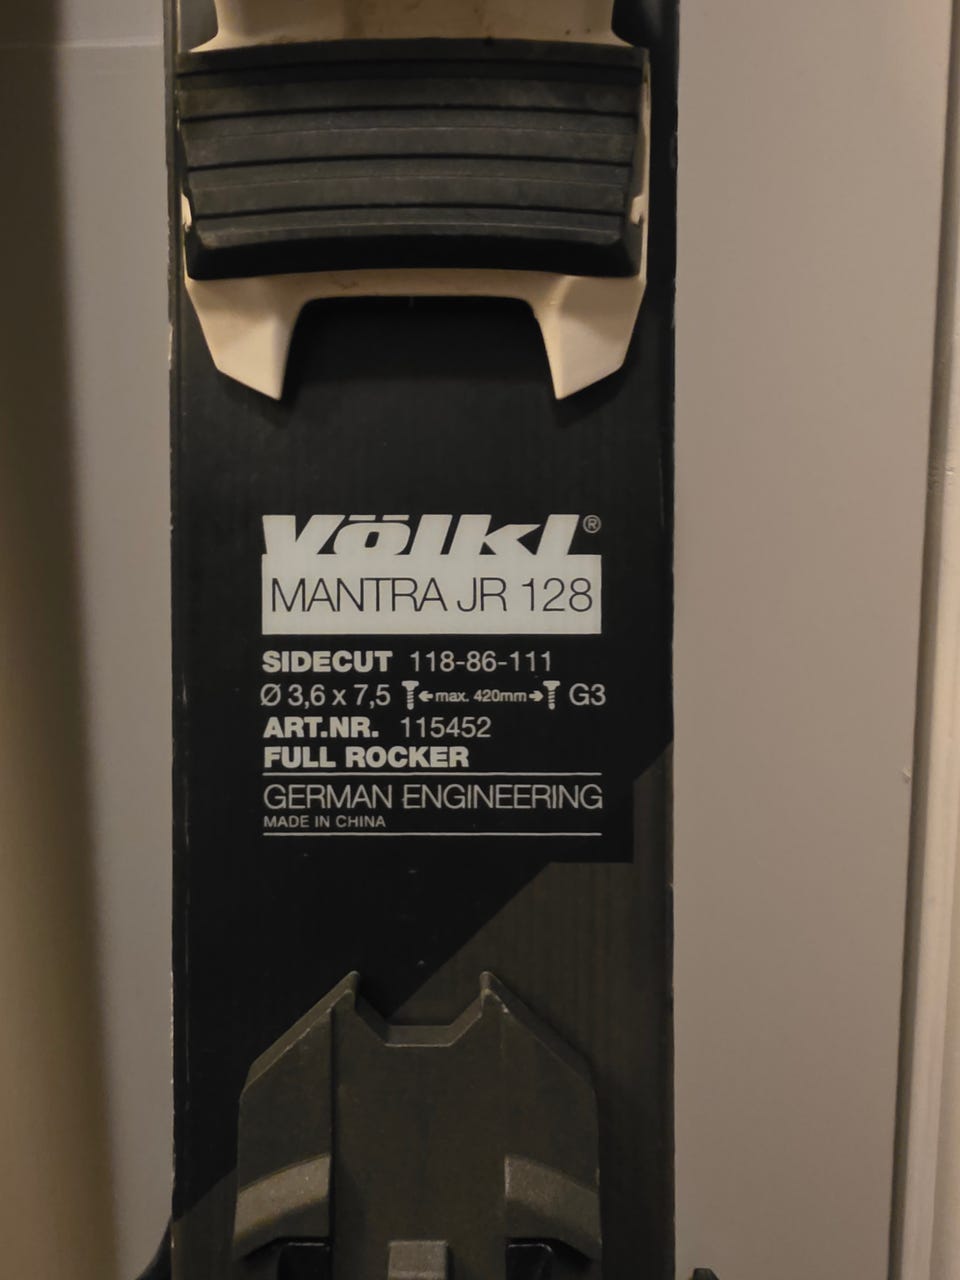 Völkl®
MANTRA JR 128
SIDECUT 118-86-111
Ø 3,6 x 7,5 max. 420mm G3
ART.NR. 115452
FULL ROCKER
GERMAN ENGINEERING
MADE IN CHINA